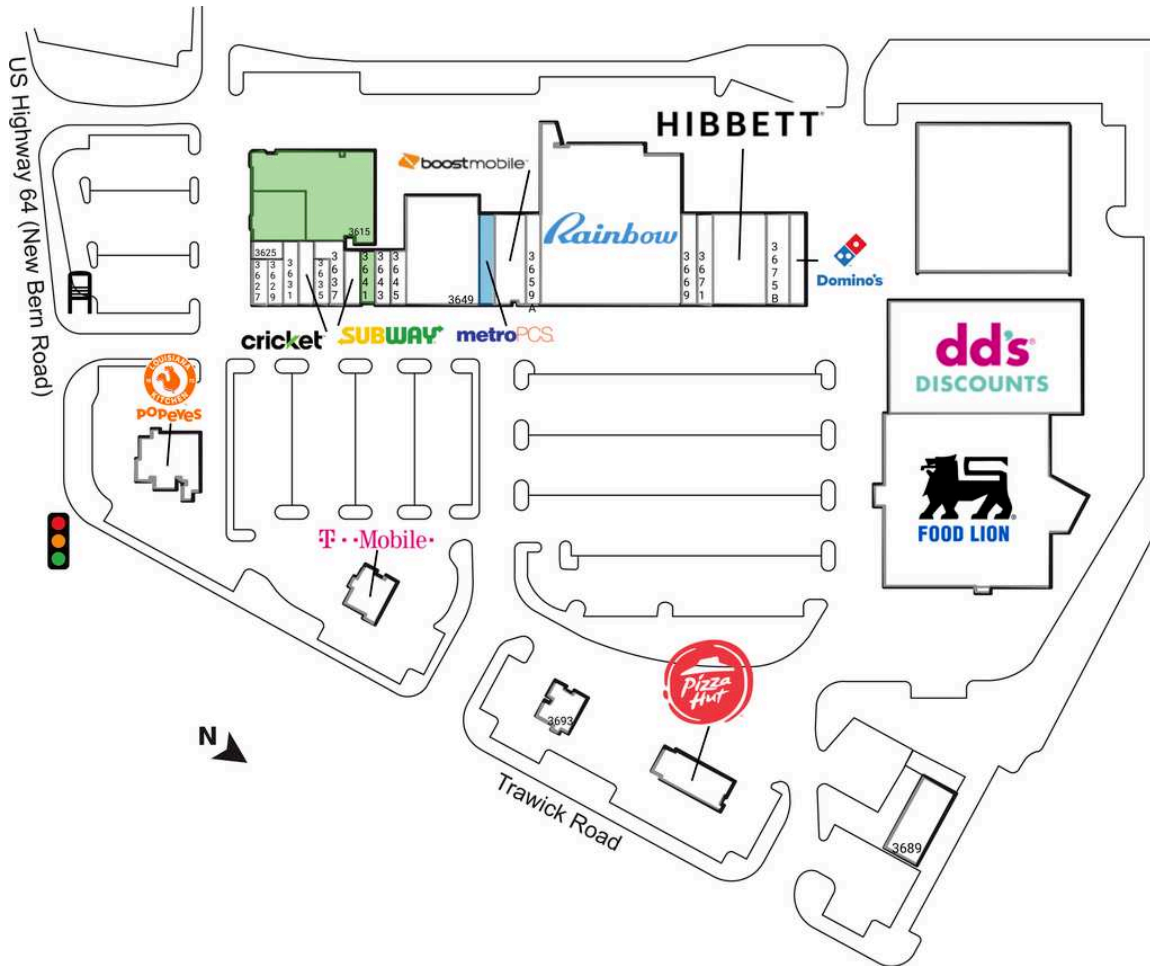 US Highway 64 (New Bern Road)
HIBBETT
boostmobile
Rainbow
Domino's
3615
3625
3627
3629
3631
3635
3637
3641
3643
3645
3649
3659 A
3669
3671
3675 B
cricket
SUBWAY
metroPCS.
dd's
DISCOUNTS
LOUISIANA
KITCHEN
POPEYES
FOOD LION
T··Mobile·
Pizza
Hut
3693
N
Trawick Road
3689